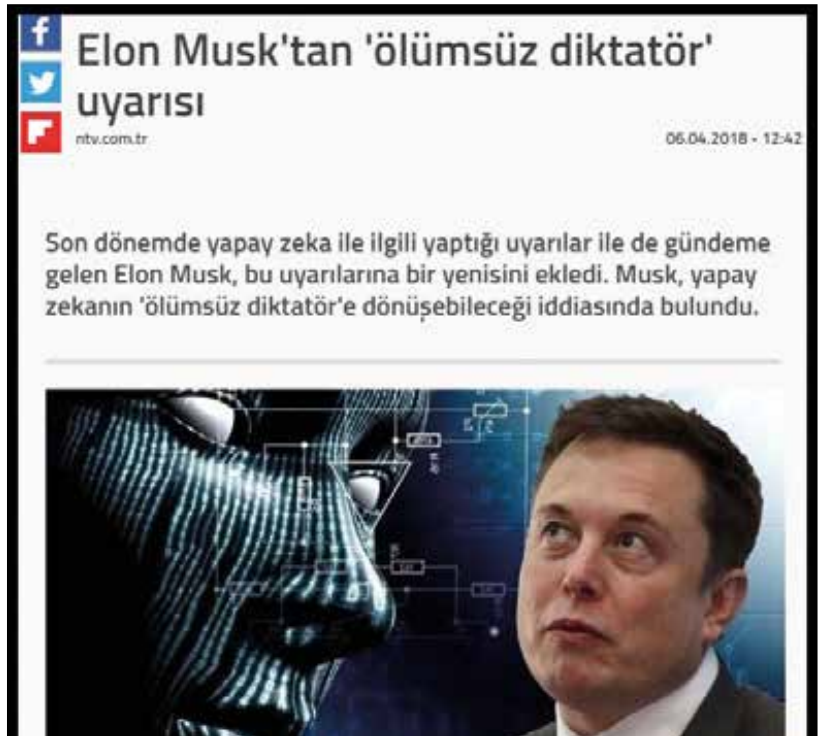 Elon Musk'tan 'ölümsüz diktatör'
uyarısı
ntv.com.tr
06.04.2018 - 12:42
Son dönemde yapay zeka ile ilgili yaptığı uyarılar ile de gündeme
gelen Elon Musk, bu uyarılarına bir yenisini ekledi. Musk, yapay
zekanın 'ölümsüz diktatör'e dönüşebileceği iddiasında bulundu.